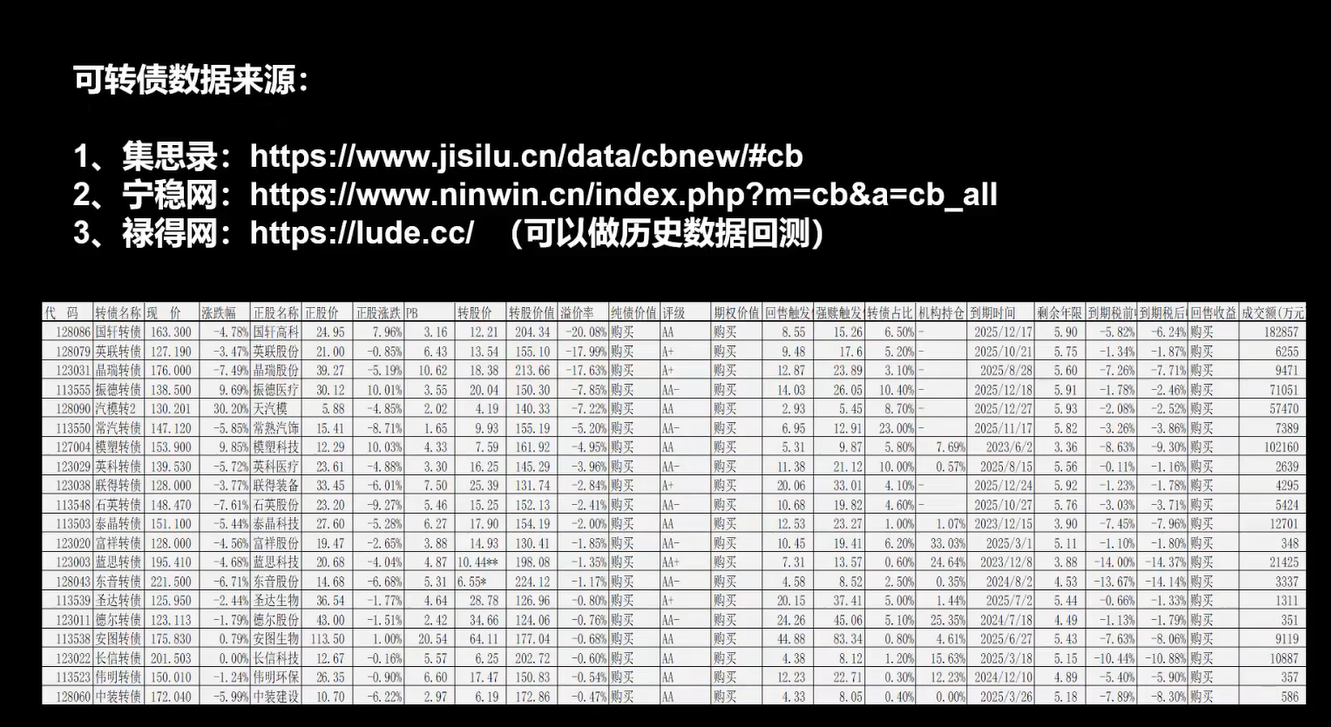 可转债数据来源：
1、集思录：https://www.jisilu.cn/data/cbnew/#cb
2、宁稳网：https://www.ninwin.cn/index.php?m=cb&a=cb_all
3、禄得网：https://lude.cc/ （可以做历史数据回测）
代 码 转债名称 现 价 涨跌幅 正股名称 正股价 正股涨跌 PB 转股价 转股价值 溢价率 纯债价值 评级 期权价值 回售触发 强赎触发 转债占比 机构持仓 到期时间 剩余年限 到期税前 到期税后 回售收益 成交额(万元
128086 国轩转债 163.300 -4.78% 国轩高科 24.95 7.96% 3.16 12.21 204.34 -20.08% 购买 AA 购买 8.55 15.26 6.50% - 2025/12/17 5.90 -5.82% -6.24% 购买 182857
128079 英联转债 127.190 -3.47% 英联股份 21.00 -0.85% 6.43 13.54 155.10 -17.99% 购买 A+ 购买 9.48 17.6 5.20% - 2025/10/21 5.75 -1.34% -1.87% 购买 6255
123031 晶瑞转债 176.000 -7.49% 晶瑞股份 39.27 -5.19% 10.62 18.38 213.66 -17.63% 购买 A+ 购买 12.87 23.89 3.10% - 2025/8/28 5.60 -7.26% -7.71% 购买 9471
113555 振德转债 138.500 9.69% 振德医疗 30.12 10.01% 3.55 20.04 150.30 -7.85% 购买 AA- 购买 14.03 26.05 10.40% - 2025/12/18 5.91 -1.78% -2.46% 购买 71051
128090 汽模转2 130.201 30.20% 天汽模 5.88 -4.85% 2.02 4.19 140.33 -7.22% 购买 AA 购买 2.93 5.45 8.70% - 2025/12/27 5.93 -2.08% -2.52% 购买 57470
113550 常汽转债 147.120 -5.85% 常熟汽饰 15.41 -8.71% 1.65 9.93 155.19 -5.20% 购买 AA- 购买 6.95 12.91 23.00% - 2025/11/17 5.82 -3.26% -3.86% 购买 7389
127004 模塑转债 153.900 9.85% 模塑科技 12.29 10.03% 4.33 7.59 161.92 -4.95% 购买 AA 购买 5.31 9.87 5.80% 7.69% 2023/6/2 3.36 -8.63% -9.30% 购买 102160
123029 英科转债 139.530 -5.72% 英科医疗 23.61 -4.88% 3.30 16.25 145.29 -3.96% 购买 AA- 购买 11.38 21.12 10.00% 0.57% 2025/8/15 5.56 -0.11% -1.16% 购买 2639
123038 联得转债 128.000 -3.77% 联得装备 33.45 -6.01% 7.50 25.39 131.74 -2.84% 购买 A+ 购买 20.06 33.01 4.10% - 2025/12/24 5.92 -1.23% -1.78% 购买 4295
113548 石英转债 148.470 -7.61% 石英股份 23.20 -9.27% 5.46 15.25 152.13 -2.41% 购买 AA- 购买 10.68 19.82 4.60% - 2025/10/27 5.76 -3.03% -3.71% 购买 5424
113503 泰晶转债 151.100 -5.44% 泰晶科技 27.60 -5.28% 6.27 17.90 154.19 -2.00% 购买 AA- 购买 12.53 23.27 1.00% 1.07% 2023/12/15 3.90 -7.45% -7.96% 购买 12701
123020 富祥转债 128.000 -4.56% 富祥股份 19.47 -2.65% 3.88 14.93 130.41 -1.85% 购买 AA- 购买 10.45 19.41 6.20% 33.03% 2025/3/1 5.11 -1.10% -1.80% 购买 348
123003 蓝思转债 195.410 -4.68% 蓝思科技 20.68 -4.04% 4.87 10.44** 198.08 -1.35% 购买 AA+ 购买 7.31 13.57 0.60% 24.64% 2023/12/8 3.88 -14.00% -14.37% 购买 21425
128043 东音转债 221.500 -6.71% 东音股份 14.68 -6.68% 5.31 6.55* 224.12 -1.17% 购买 AA- 购买 4.58 8.52 2.50% 0.35% 2024/8/2 4.53 -13.67% -14.14% 购买 3337
113539 圣达转债 125.950 -2.44% 圣达生物 36.54 -1.77% 4.64 28.78 126.96 -0.80% 购买 A+ 购买 20.15 37.41 5.00% 1.44% 2025/7/2 5.44 -0.66% -1.33% 购买 1311
123011 德尔转债 123.113 -1.79% 德尔股份 43.00 -1.51% 2.42 34.66 124.06 -0.76% 购买 AA- 购买 24.26 45.06 5.10% 25.35% 2024/7/18 4.49 -1.13% -1.79% 购买 351
113538 安图转债 175.830 0.79% 安图生物 113.50 1.00% 20.54 64.11 177.04 -0.68% 购买 AA 购买 44.88 83.34 0.80% 4.61% 2025/6/27 5.43 -7.63% -8.06% 购买 9119
123022 长信转债 201.503 0.00% 长信科技 12.67 -0.16% 5.57 6.25 202.72 -0.60% 购买 AA 购买 4.38 8.12 1.20% 15.63% 2025/3/18 5.15 -10.44% -10.88% 购买 10887
113523 伟明转债 150.010 -1.24% 伟明环保 26.35 -0.90% 6.60 17.47 150.83 -0.54% 购买 AA 购买 12.23 22.71 0.30% 12.23% 2024/12/10 4.89 -5.40% -5.90% 购买 357
128060 中装转债 172.040 -5.99% 中装建设 10.70 -6.22% 2.97 6.19 172.86 -0.47% 购买 AA 购买 4.33 8.05 0.40% 0.00% 2025/3/26 5.18 -7.89% -8.30% 购买 586